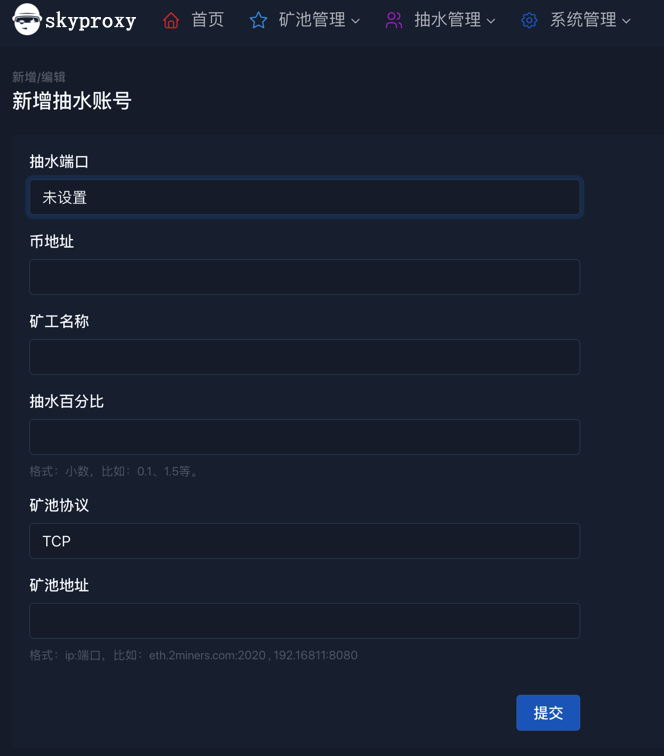 skyproxy 首页 矿池管理 抽水管理 系统管理
新增/编辑
新增抽水账号
抽水端口
未设置
币地址
矿工名称
抽水百分比
格式：小数，比如：0.1、1.5等。
矿池协议
TCP
矿池地址
格式：ip:端口，比如：eth.2miners.com:2020 , 192.16811:8080
提交